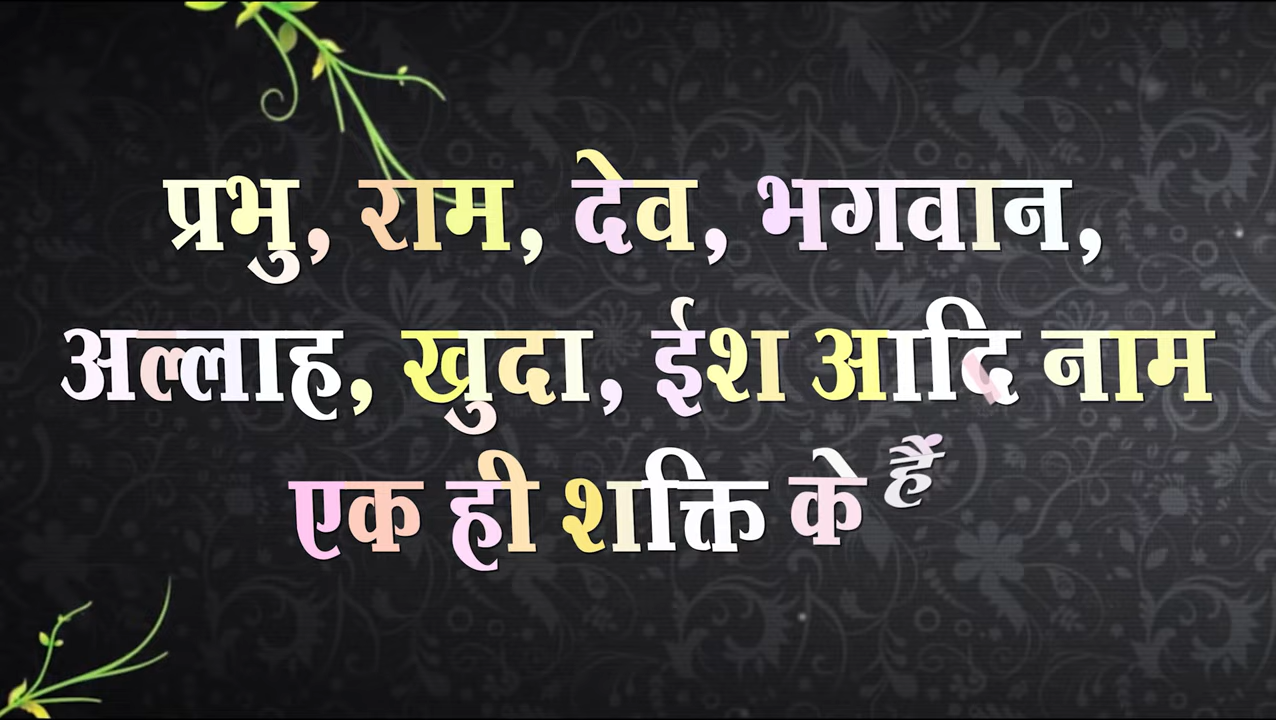 प्रभु, राम, देव, भगवान,
अल्लाह, खुदा, ईश आदि नाम
एक ही शक्ति के हैं